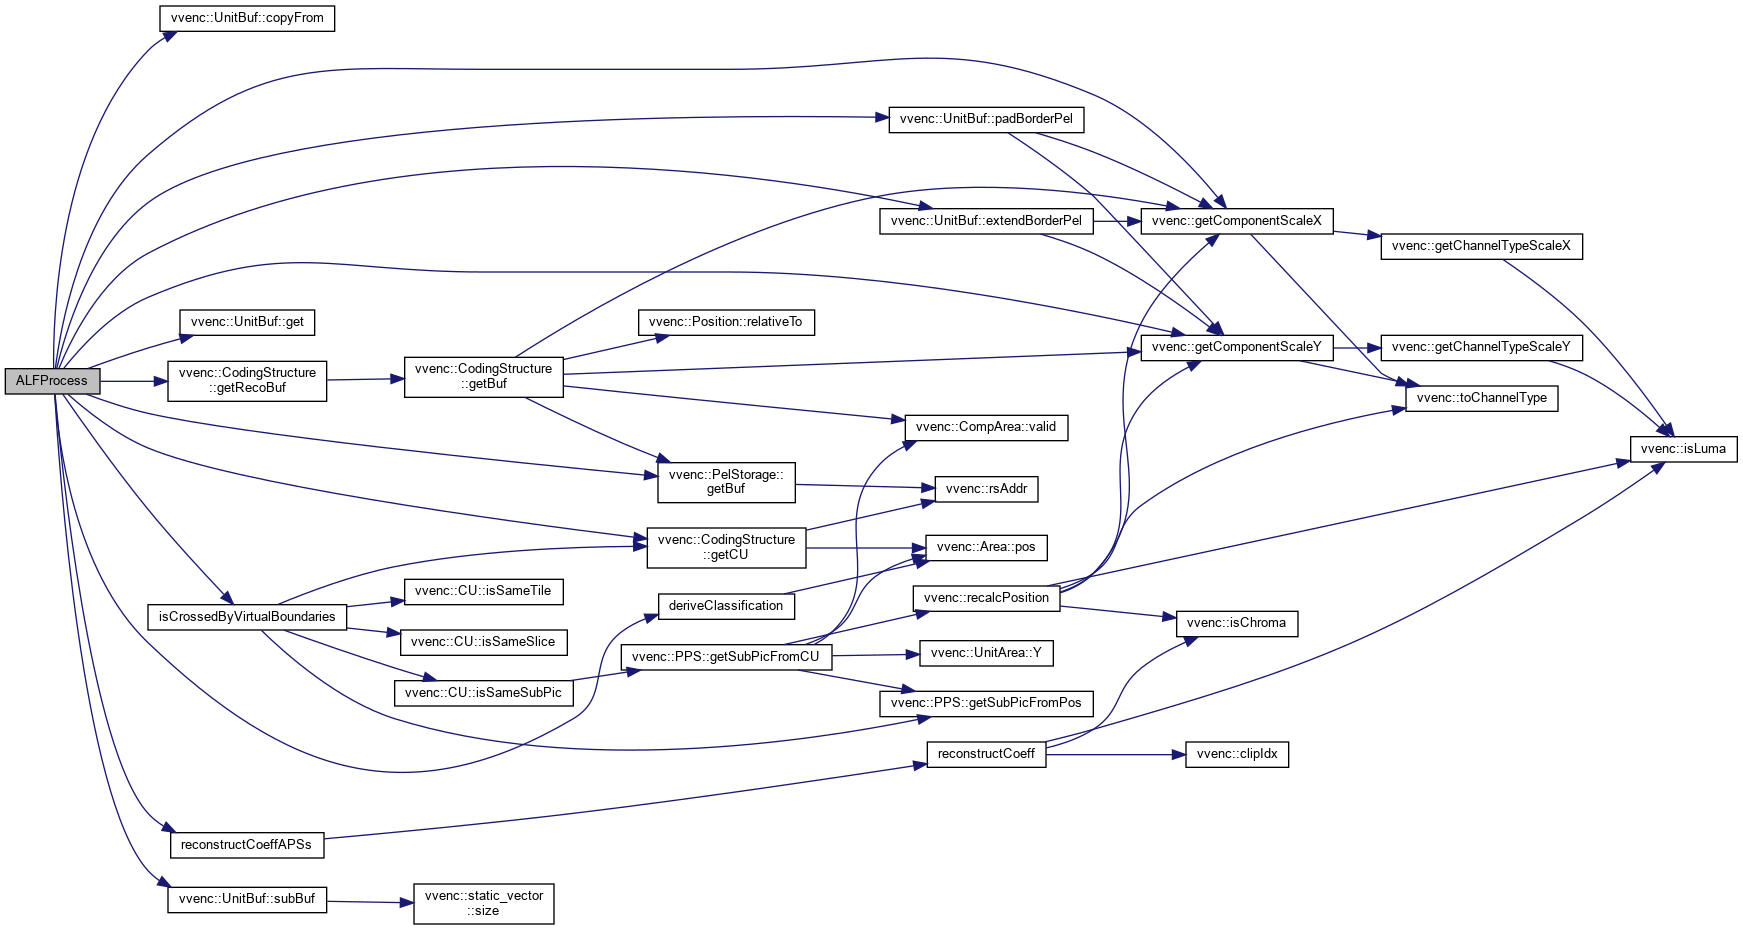 vvenc::UnitBuf::copyFrom
vvenc::UnitBuf::padBorderPel
vvenc::UnitBuf::extendBorderPel
vvenc::getComponentScaleX
vvenc::getChannelTypeScaleX
vvenc::UnitBuf::get
vvenc::Position::relativeTo
vvenc::getComponentScaleY
vvenc::getChannelTypeScaleY
ALFProcess
vvenc::CodingStructure
::getRecoBuf
vvenc::CodingStructure
::getBuf
vvenc::toChannelType
vvenc::CompArea::valid
vvenc::isLuma
vvenc::PelStorage::
getBuf
vvenc::rsAddr
vvenc::CodingStructure
::getCU
vvenc::Area::pos
vvenc::CU::isSameTile
deriveClassification
vvenc::recalcPosition
isCrossedByVirtualBoundaries
vvenc::isChroma
vvenc::CU::isSameSlice
vvenc::PPS::getSubPicFromCU
vvenc::UnitArea::Y
vvenc::CU::isSameSubPic
vvenc::PPS::getSubPicFromPos
reconstructCoeff
vvenc::clipIdx
reconstructCoeffAPSs
vvenc::UnitBuf::subBuf
vvenc::static_vector
::size